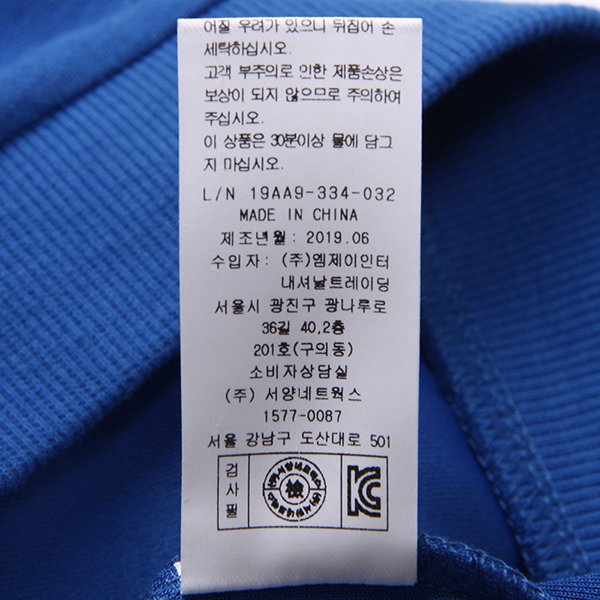 어질 우려가 있으니 뒤집어 손
세탁하십시오.
고객 부주의로 인한 제품손상은
보상이 되지 않으므로 주의하여
주십시오.
이 상품은 30분이상 물에 담그
지 마십시오.
L/N 19AA9-334-032
MADE IN CHINA
제조년월 : 2019.06
수입자 : (주)엠제이인터
내셔날트레이딩
서울시 광진구 광나루로
36길 40,2층
201호(구의동)
소비자상담실
(주) 서양네트웍스
1577-0087
서울 강남구 도산대로 501
검사필
檢
KC